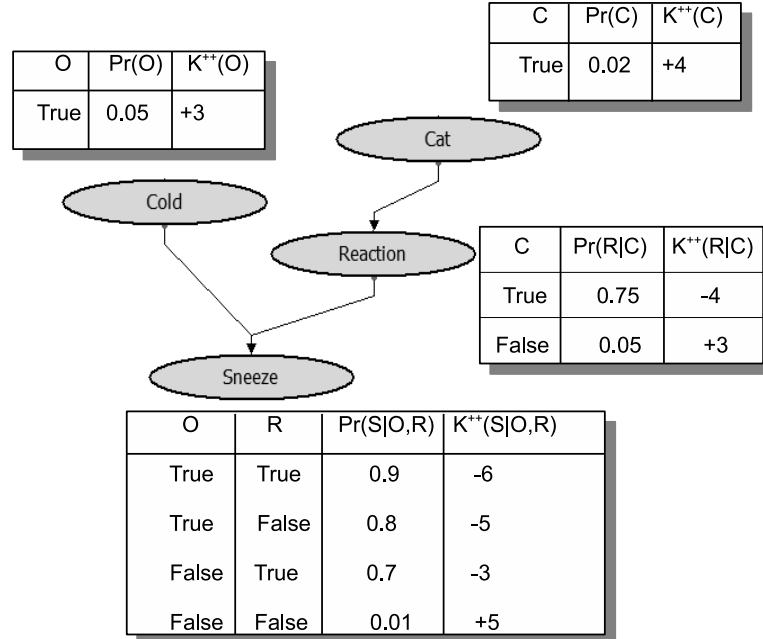 C Pr(C) K⁺⁺(C)
True 0.02 +4
O Pr(O) K⁺⁺(O)
True 0.05 +3
Cat
Cold
Reaction
C Pr(R|C) K⁺⁺(R|C)
True 0.75 -4
False 0.05 +3
Sneeze
O R Pr(S|O,R) K⁺⁺(S|O,R)
True True 0.9 -6
True False 0.8 -5
False True 0.7 -3
False False 0.01 +5